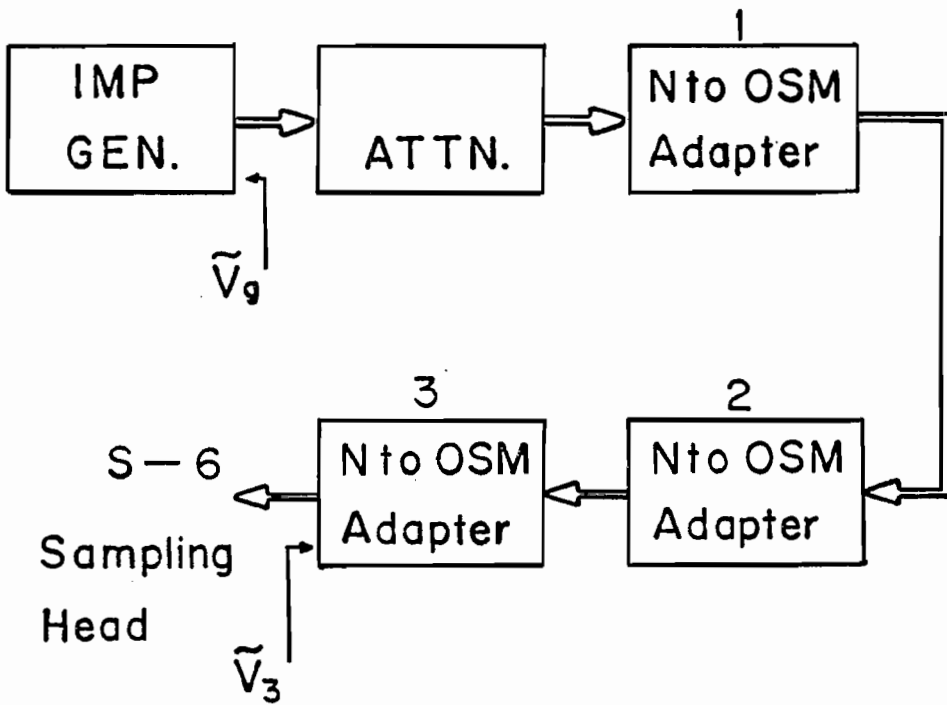 IMP
GEN.
ATTN.
1
N to OSM
Adapter
Ṽg
3
N to OSM
Adapter
2
N to OSM
Adapter
S-6
Sampling
Head
Ṽ3